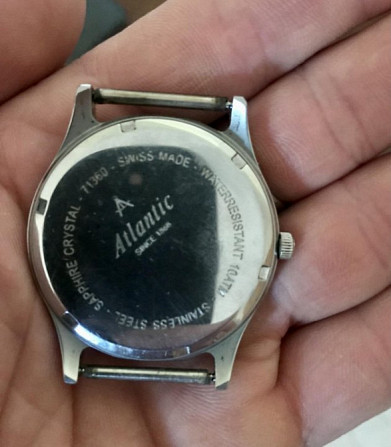 Atlantic
SINCE 1888
SAPPHIRE CRYSTAL - 71360 - SWISS MADE - WATERRESISTANT 10ATM STAINLESS STEEL -